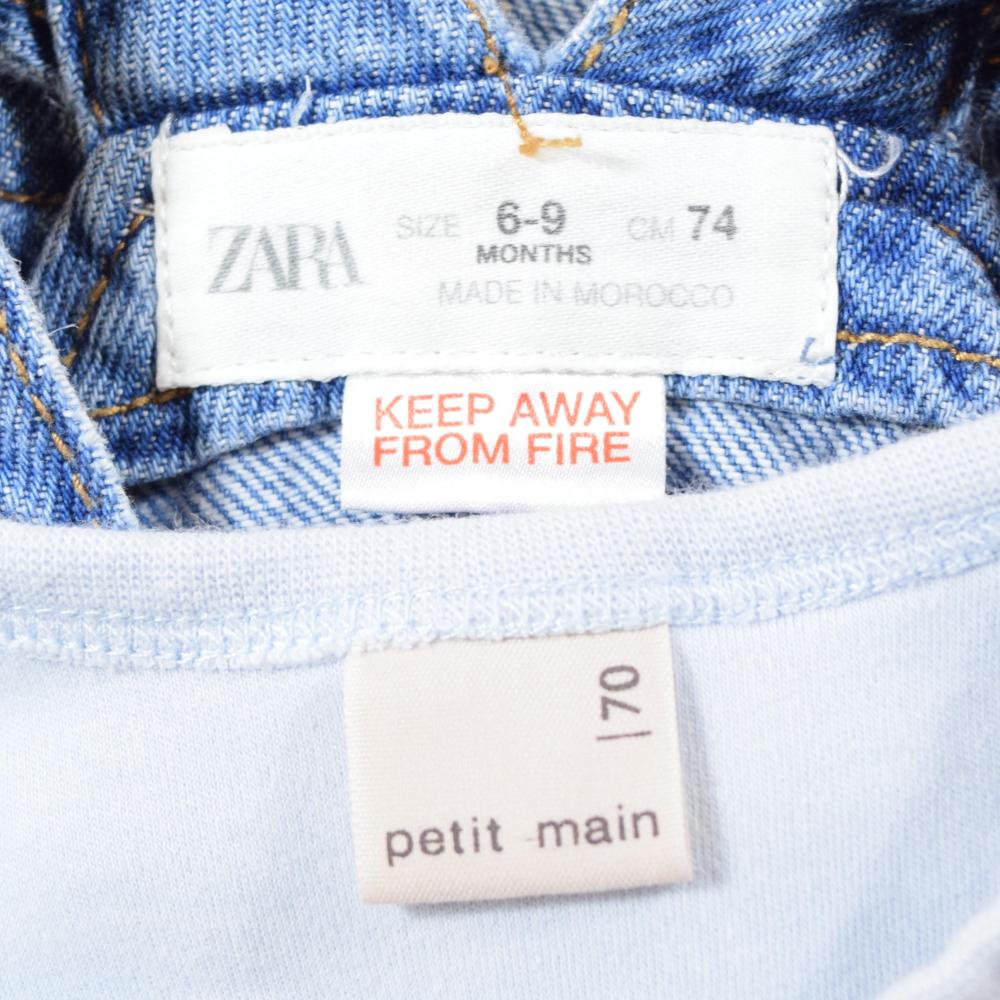 ZARA SIZE 6-9 CM 74
MONTHS
MADE IN MOROCCO
KEEP AWAY
FROM FIRE
70
petit main